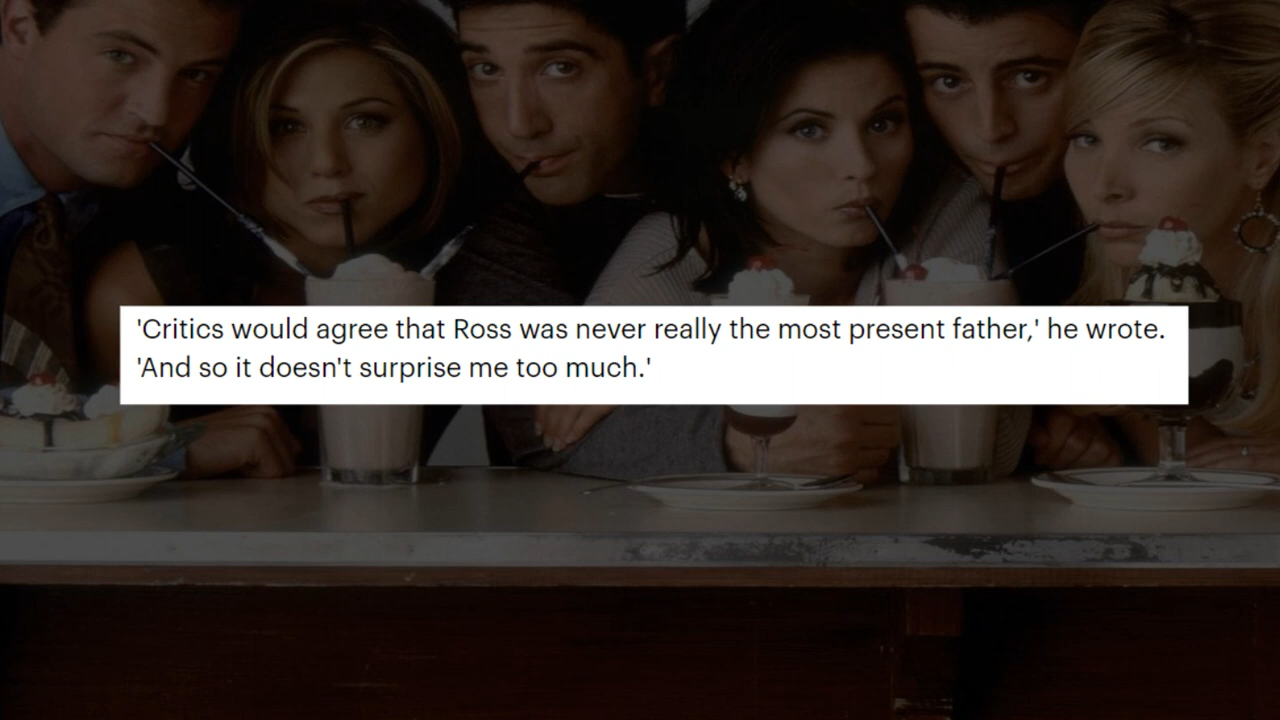 'Critics would agree that Ross was never really the most present father,' he wrote.
'And so it doesn't surprise me too much.'